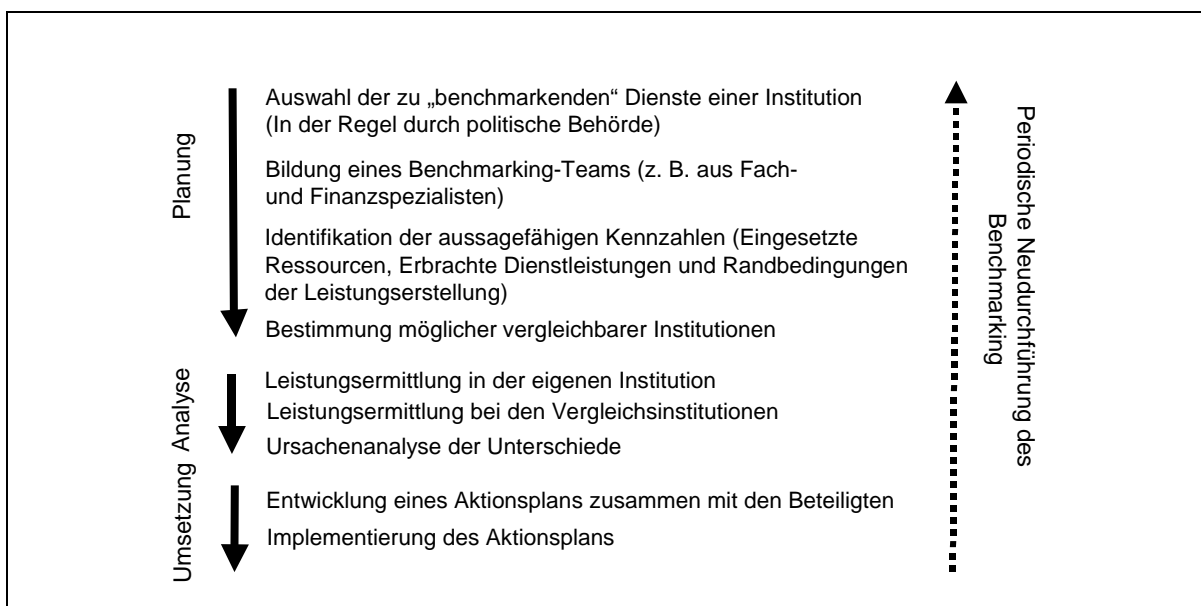 Planung
Auswahl der zu „benchmarkenden“ Dienste einer Institution
(In der Regel durch politische Behörde)
Bildung eines Benchmarking-Teams (z. B. aus Fach-
und Finanzspezialisten)
Identifikation der aussagefähigen Kennzahlen (Eingesetzte
Ressourcen, Erbrachte Dienstleistungen und Randbedingungen
der Leistungserstellung)
Bestimmung möglicher vergleichbarer Institutionen
Analyse
Leistungsermittlung in der eigenen Institution
Leistungsermittlung bei den Vergleichsinstitutionen
Ursachenanalyse der Unterschiede
Umsetzung
Entwicklung eines Aktionsplans zusammen mit den Beteiligten
Implementierung des Aktionsplans
Periodische Neudurchführung des
Benchmarking